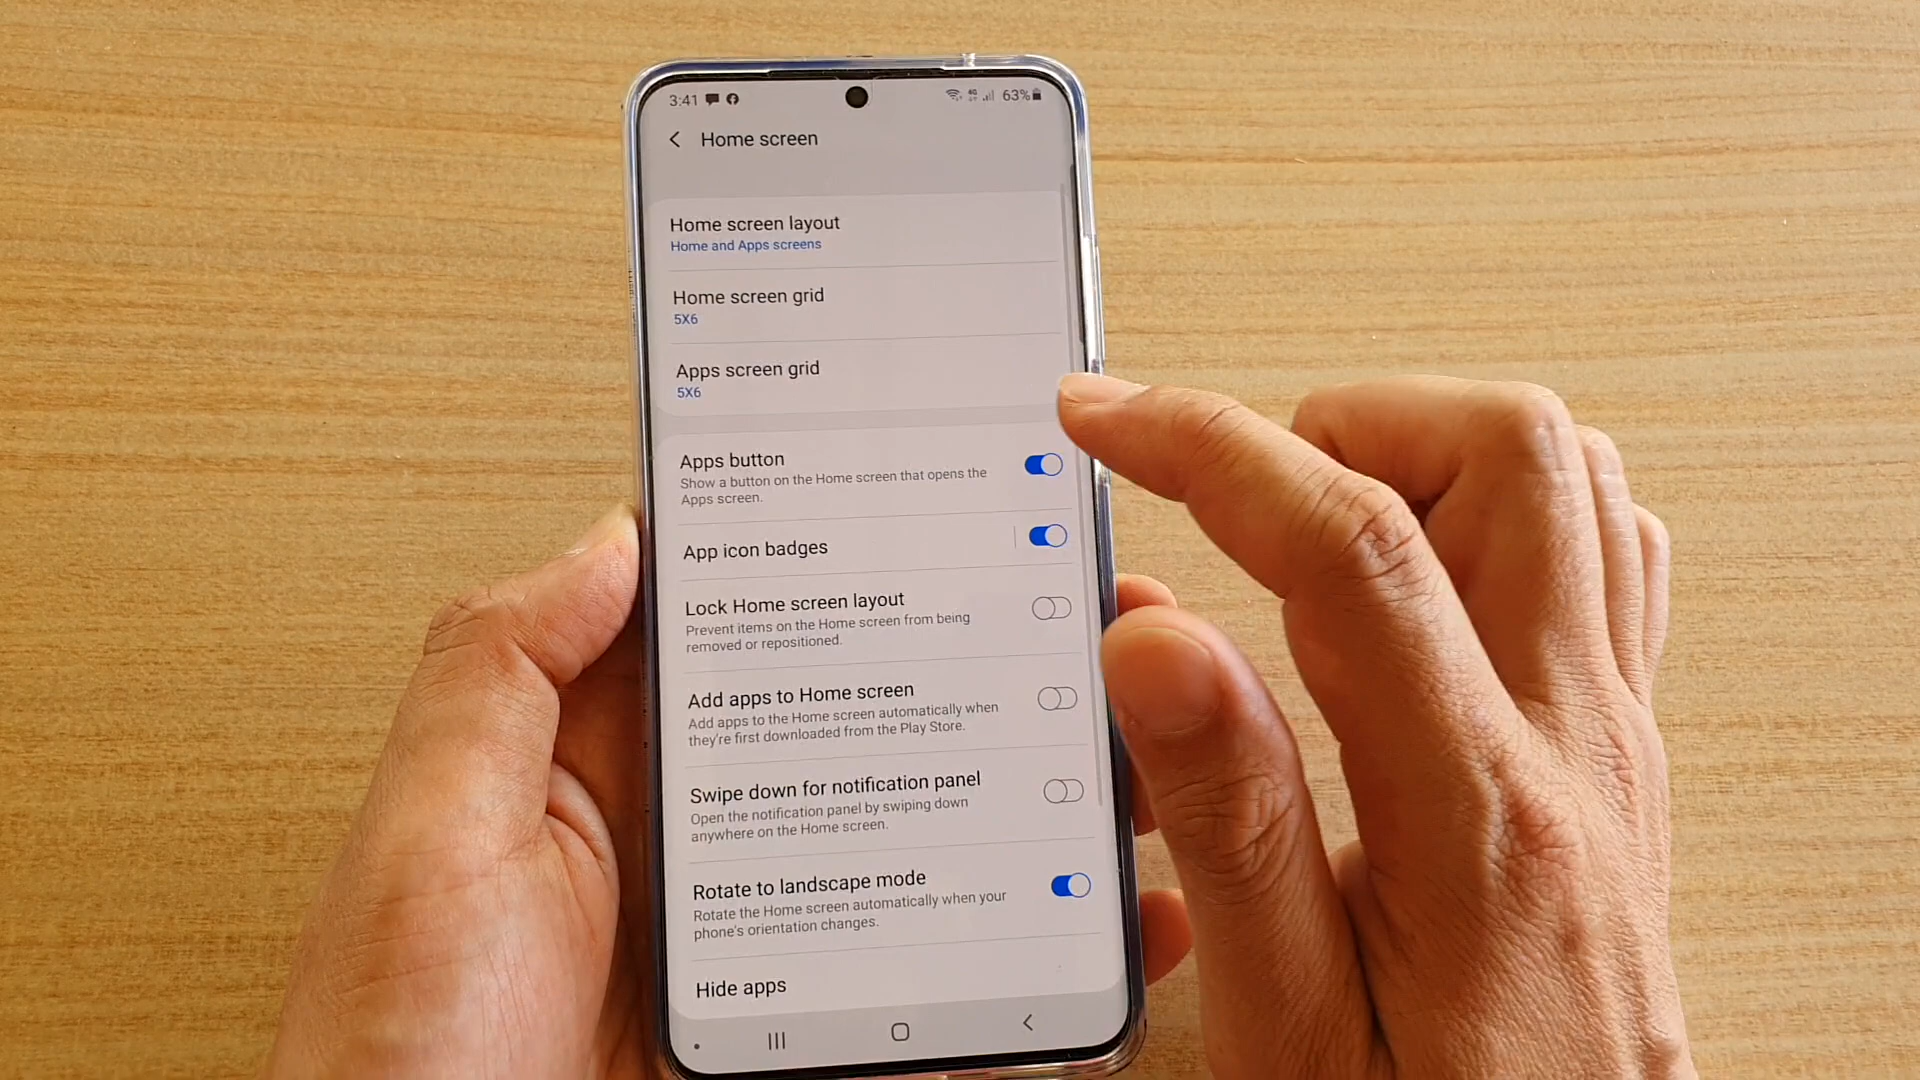 3:41
4G
63%
Home screen
Home screen layout
Home and Apps screens
Home screen grid
5X6
Apps screen grid
5X6
Apps button
Show a button on the Home screen that opens the
Apps screen.
App icon badges
Lock Home screen layout
Prevent items on the Home screen from being
removed or repositioned.
Add apps to Home screen
Add apps to the Home screen automatically when
they're first downloaded from the Play Store.
Swipe down for notification panel
Open the notification panel by swiping down
anywhere on the Home screen.
Rotate to landscape mode
Rotate the Home screen automatically when your
phone's orientation changes.
Hide apps